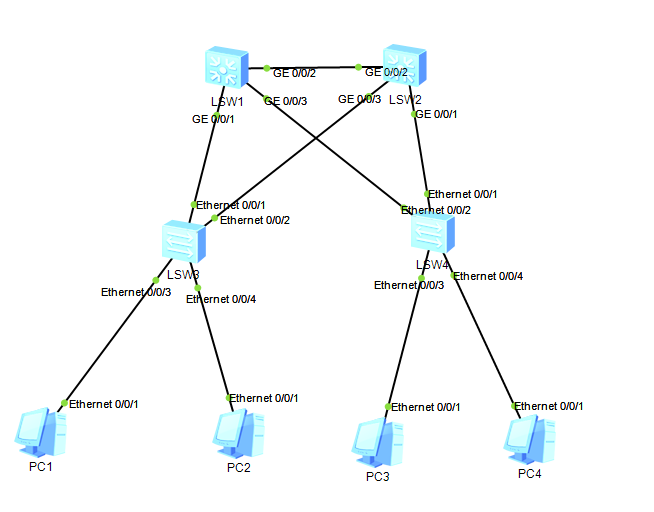 GE 0/0/2
GE 0/0/2
LSW1
GE 0/0/3
GE 0/0/3
LSW2
GE 0/0/1
GE 0/0/1
Ethernet 0/0/1
Ethernet 0/0/1
Ethernet 0/0/2
Ethernet 0/0/2
LSW3
LSW4
Ethernet 0/0/3
Ethernet 0/0/4
Ethernet 0/0/3
Ethernet 0/0/4
Ethernet 0/0/1
Ethernet 0/0/1
Ethernet 0/0/1
Ethernet 0/0/1
PC1
PC2
PC3
PC4